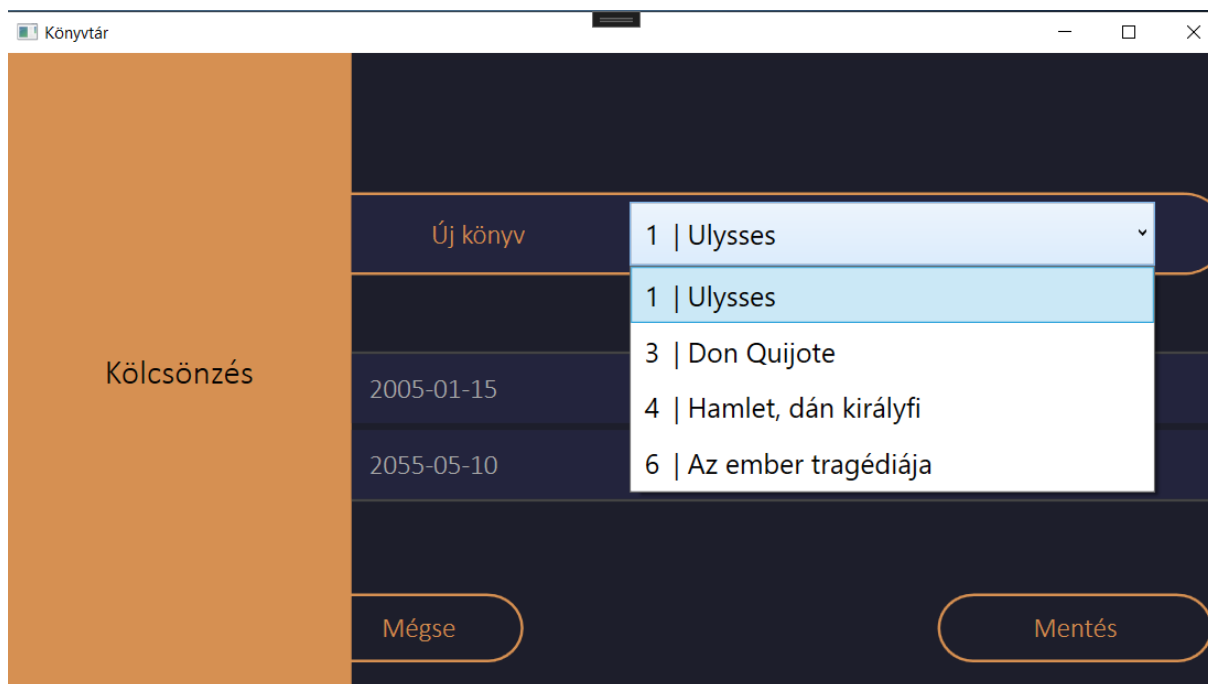 Könyvtár
Új könyv
1 | Ulysses
1 | Ulysses
3 | Don Quijote
4 | Hamlet, dán királyfi
6 | Az ember tragédiája
Kölcsönzés
2005-01-15
2055-05-10
Mégse
Mentés